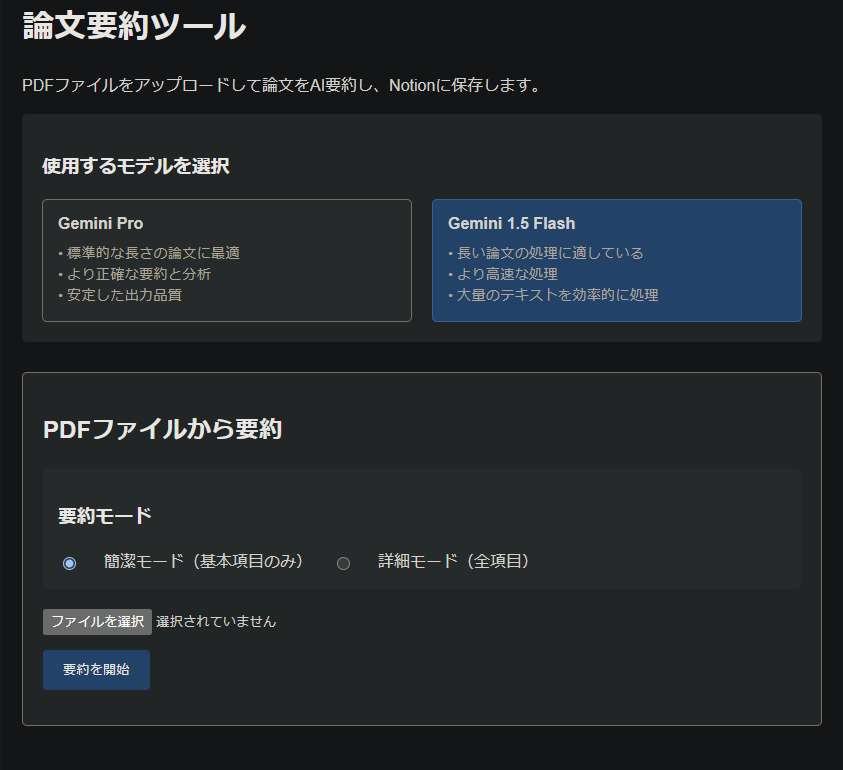 論文要約ツール
PDFファイルをアップロードして論文をAI要約し、Notionに保存します。
使用するモデルを選択
Gemini Pro
• 標準的な長さの論文に最適
• より正確な要約と分析
• 安定した出力品質
Gemini 1.5 Flash
• 長い論文の処理に適している
• より高速な処理
• 大量のテキストを効率的に処理
PDFファイルから要約
要約モード
簡潔モード（基本項目のみ） 詳細モード（全項目）
ファイルを選択 選択されていません
要約を開始